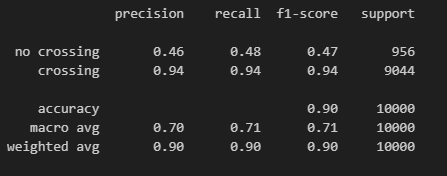 precision recall f1-score support
no crossing 0.46 0.48 0.47 956
crossing 0.94 0.94 0.94 9044
accuracy 0.90 10000
macro avg 0.70 0.71 0.71 10000
weighted avg 0.90 0.90 0.90 10000